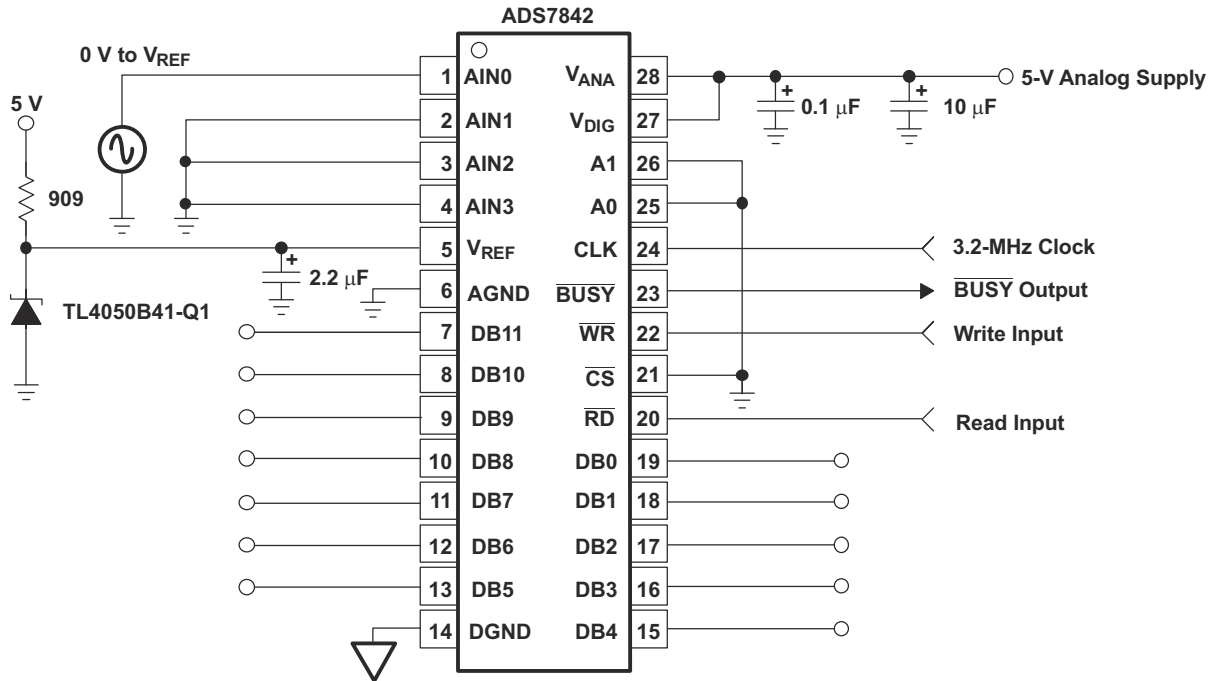 ADS7842
0 V to VREF
5 V
909
TL4050B41-Q1
2.2 μF
1 AIN0
2 AIN1
3 AIN2
4 AIN3
5 VREF
6 AGND
7 DB11
8 DB10
9 DB9
10 DB8
11 DB7
12 DB6
13 DB5
14 DGND
VANA 28
VDIG 27
A1 26
A0 25
CLK 24
BUSY 23
WR 22
CS 21
RD 20
DB0 19
DB1 18
DB2 17
DB3 16
DB4 15
+
+
+
0.1 μF
10 μF
5-V Analog Supply
3.2-MHz Clock
BUSY Output
Write Input
Read Input